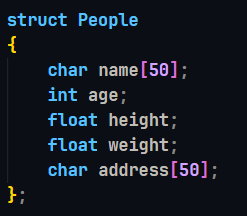 struct People
{
    char name[50];
    int age;
    float height;
    float weight;
    char address[50];
};